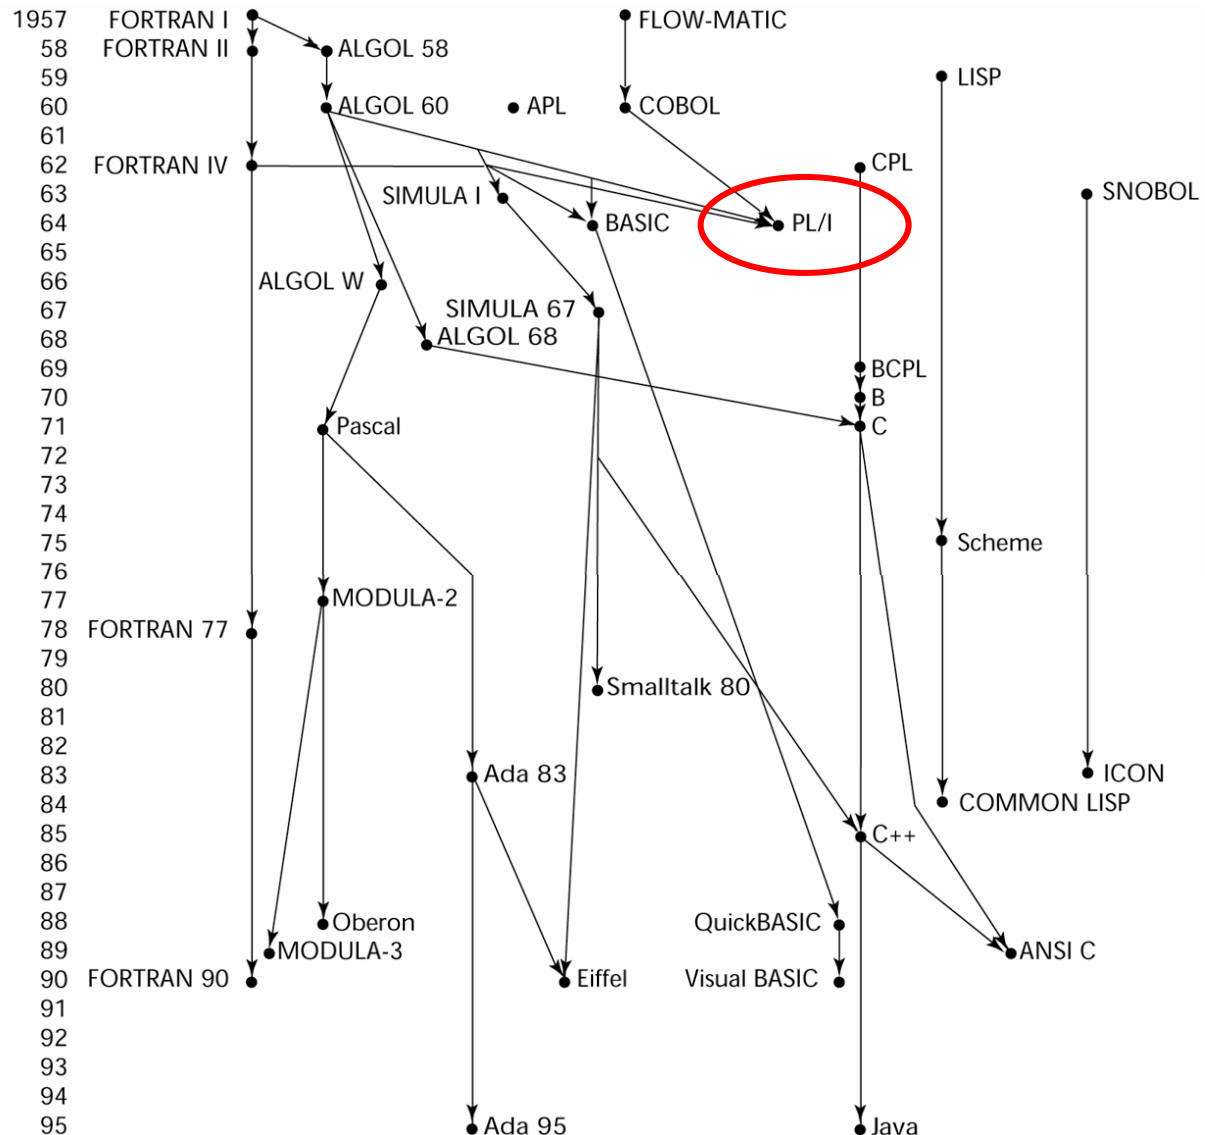 1957 FORTRAN I FLOW-MATIC
58 FORTRAN II ALGOL 58
59 LISP
60 ALGOL 60 APL COBOL
61
62 FORTRAN IV CPL
63 SIMULA I SNOBOL
64 BASIC PL/I
65
66 ALGOL W
67 SIMULA 67
68 ALGOL 68
69 BCPL
70 B
71 Pascal C
72
73
74
75 Scheme
76
77 MODULA-2
78 FORTRAN 77
79
80 Smalltalk 80
81
82
83 Ada 83 ICON
84 COMMON LISP
85 C++
86
87
88 Oberon QuickBASIC
89 MODULA-3 ANSI C
90 FORTRAN 90 Eiffel Visual BASIC
91
92
93
94
95 Ada 95 Java